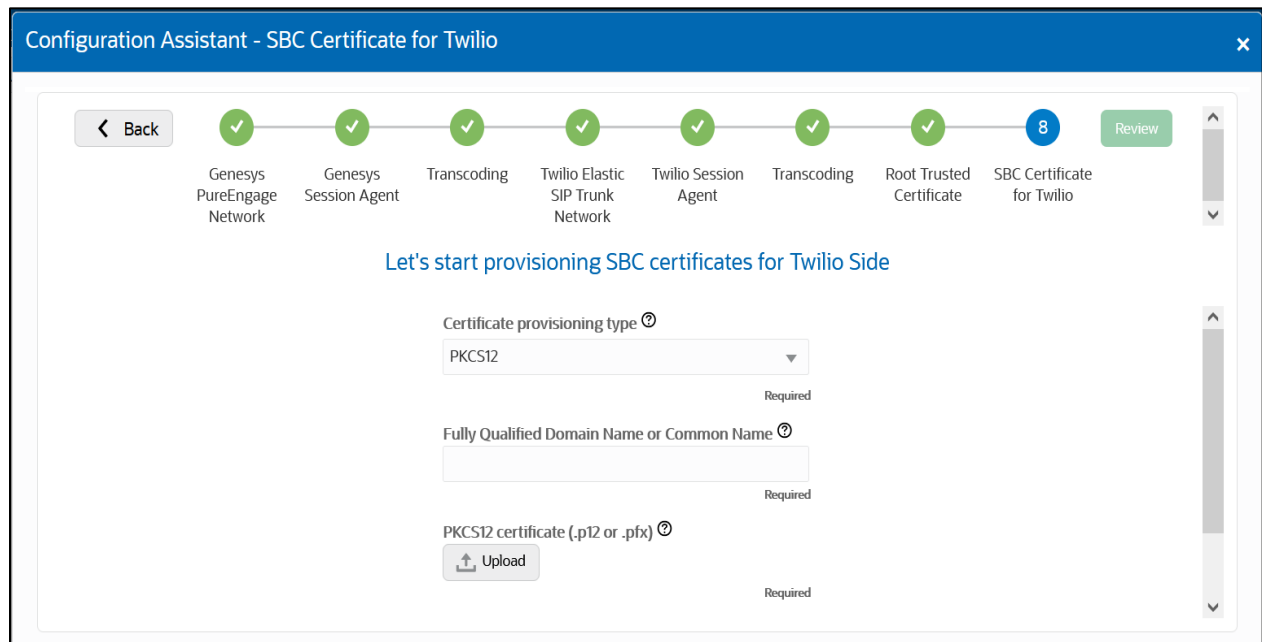 Configuration Assistant - SBC Certificate for Twilio
×
Back
8
Review
Genesys PureEngage Network
Genesys Session Agent
Transcoding
Twilio Elastic SIP Trunk Network
Twilio Session Agent
Transcoding
Root Trusted Certificate
SBC Certificate for Twilio
Let's start provisioning SBC certificates for Twilio Side
Certificate provisioning type ?
PKCS12
Required
Fully Qualified Domain Name or Common Name ?
Required
PKCS12 certificate (.p12 or .pfx) ?
Upload
Required